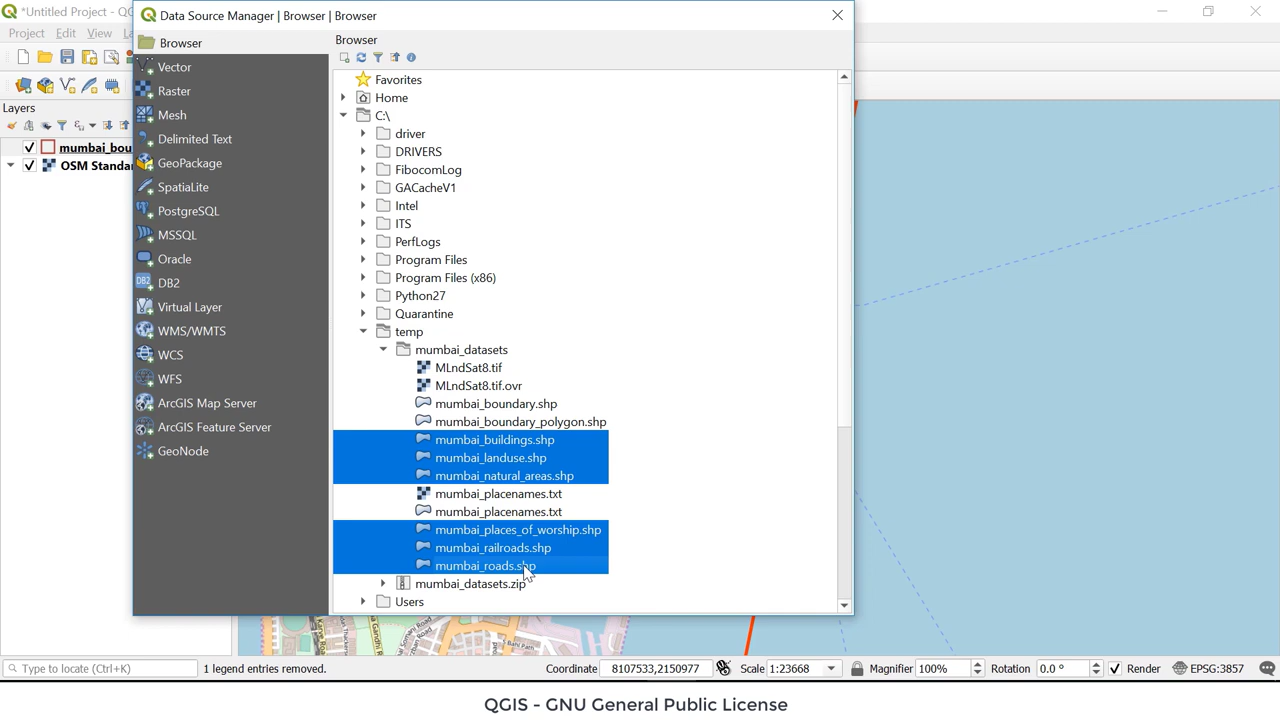 *Untitled Project - QG
Data Source Manager | Browser | Browser
Project Edit View La
Browser
Browser
Vector
Raster
Mesh
Delimited Text
GeoPackage
SpatiaLite
PostgreSQL
MSSQL
Oracle
DB2
DB2
Virtual Layer
WMS/WMTS
WCS
WFS
ArcGIS Map Server
ArcGIS Feature Server
GeoNode
Favorites
Home
C:\
driver
DRIVERS
FibocomLog
GACacheV1
Intel
ITS
PerfLogs
Program Files
Program Files (x86)
Python27
Quarantine
temp
mumbai_datasets
MLndSat8.tif
MLndSat8.tif.ovr
mumbai_boundary.shp
mumbai_boundary_polygon.shp
mumbai_buildings.shp
mumbai_landuse.shp
mumbai_natural_areas.shp
mumbai_placenames.txt
mumbai_placenames.txt
mumbai_places_of_worship.shp
mumbai_railroads.shp
mumbai_roads.shp
mumbai_datasets.zip
Users
Layers
mumbai_bou
OSM Standa
Type to locate (Ctrl+K)
1 legend entries removed.
Coordinate 8107533,2150977
Scale 1:23668
Magnifier 100%
Rotation 0.0 °
Render
EPSG:3857
QGIS - GNU General Public License